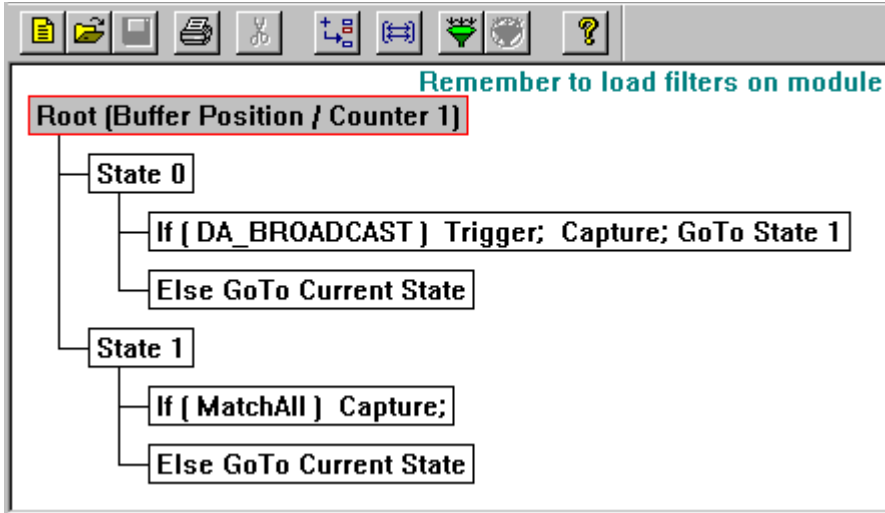 Remember to load filters on module
Root (Buffer Position / Counter 1)
State 0
If ( DA_BROADCAST ) Trigger; Capture; GoTo State 1
Else GoTo Current State
State 1
If ( MatchAll ) Capture;
Else GoTo Current State